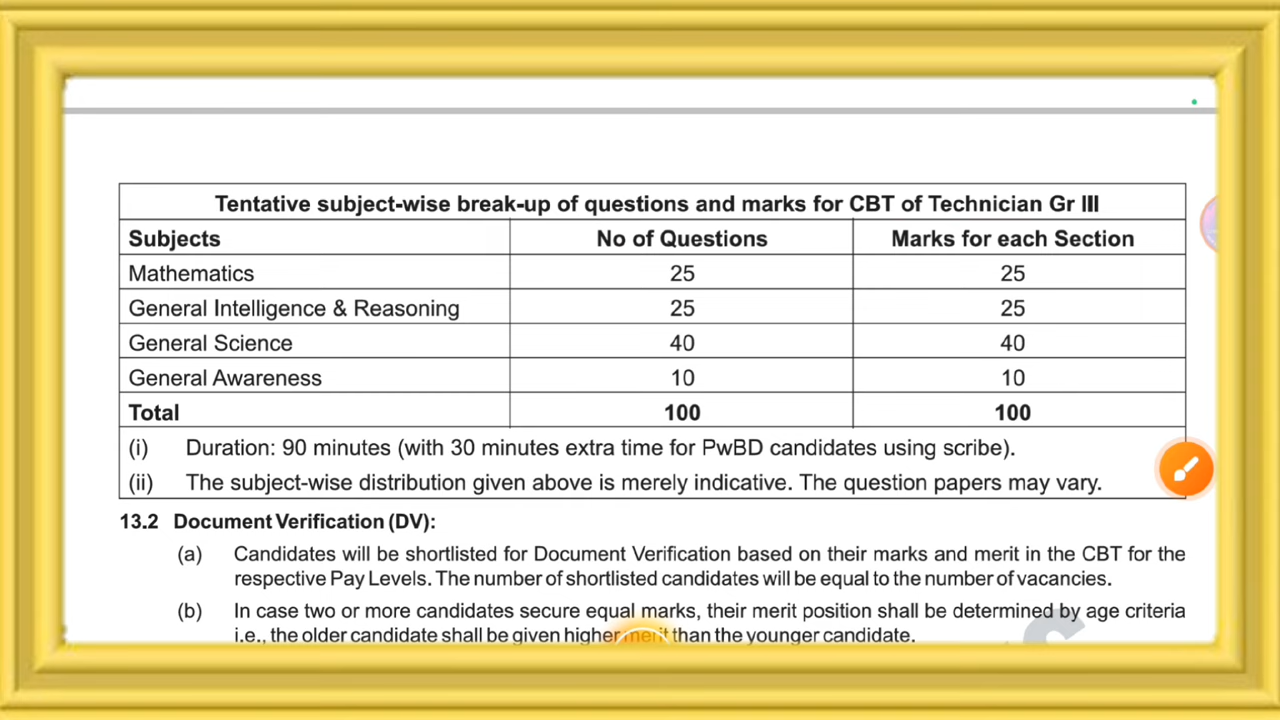 Tentative subject-wise break-up of questions and marks for CBT of Technician Gr III
Subjects No of Questions Marks for each Section
Mathematics 25 25
General Intelligence & Reasoning 25 25
General Science 40 40
General Awareness 10 10
Total 100 100
(i) Duration: 90 minutes (with 30 minutes extra time for PwBD candidates using scribe).
(ii) The subject-wise distribution given above is merely indicative. The question papers may vary.
13.2 Document Verification (DV):
(a) Candidates will be shortlisted for Document Verification based on their marks and merit in the CBT for the
respective Pay Levels. The number of shortlisted candidates will be equal to the number of vacancies.
(b) In case two or more candidates secure equal marks, their merit position shall be determined by age criteria
i.e., the older candidate shall be given higher merit than the younger candidate.